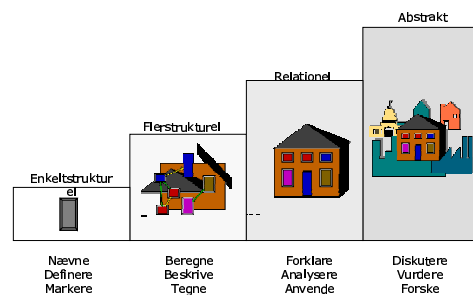 Abstrakt
Relationel
Flerstrukturel
Enkeltstruktur
el
Nævne
Definere
Markere
Beregne
Beskrive
Tegne
Forklare
Analysere
Anvende
Diskutere
Vurdere
Forske